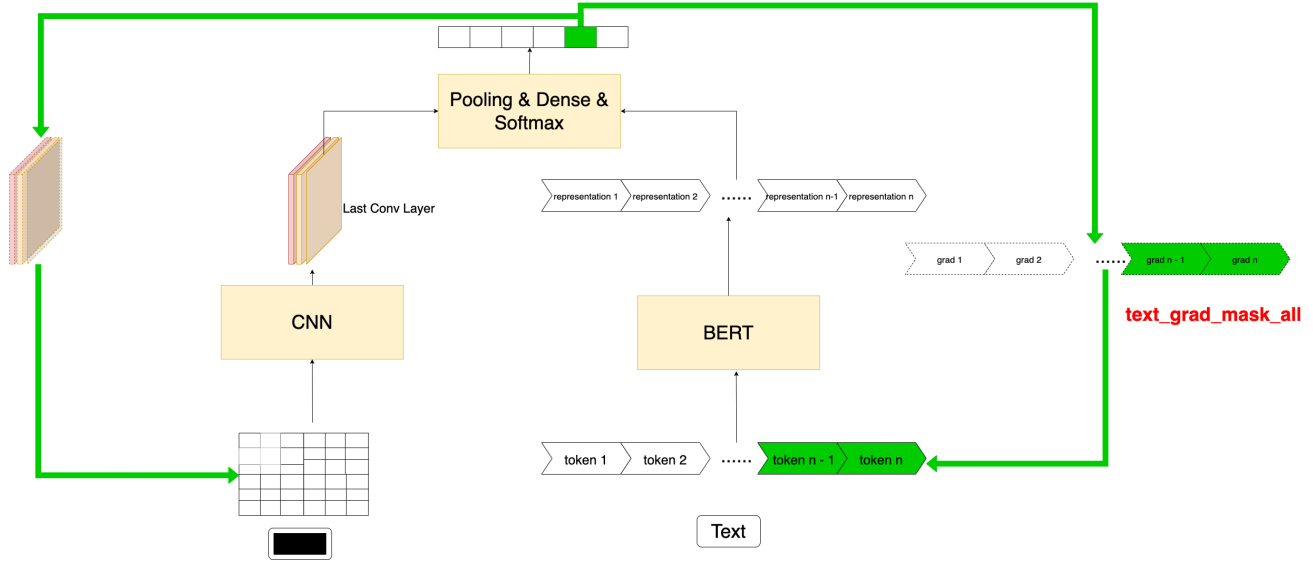 Pooling & Dense &
Softmax
Last Conv Layer
representation 1
representation 2
......
representation n-1
representation n
grad 1
grad 2
......
grad n - 1
grad n
text_grad_mask_all
CNN
BERT
token 1
token 2
......
token n - 1
token n
Text